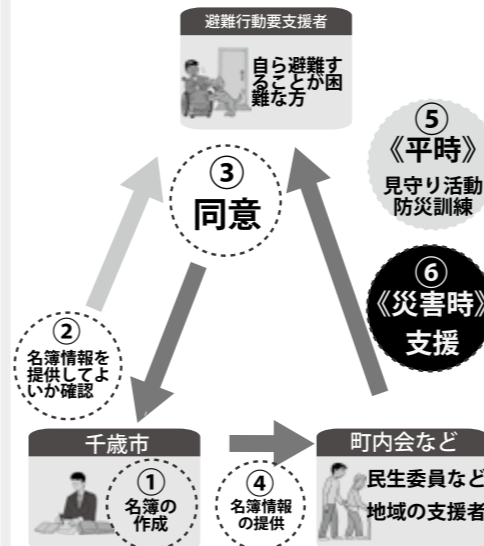 避難行動要支援者
自ら避難す
ることが困
難な方
③
同意
⑤
《平時》
見守り活動
防災訓練
⑥
《災害時》
支援
②
名簿情報を
提供してよ
いか確認
千歳市
①
名簿の
作成
④
名簿情報
の提供
町内会など
民生委員など
地域の支援者